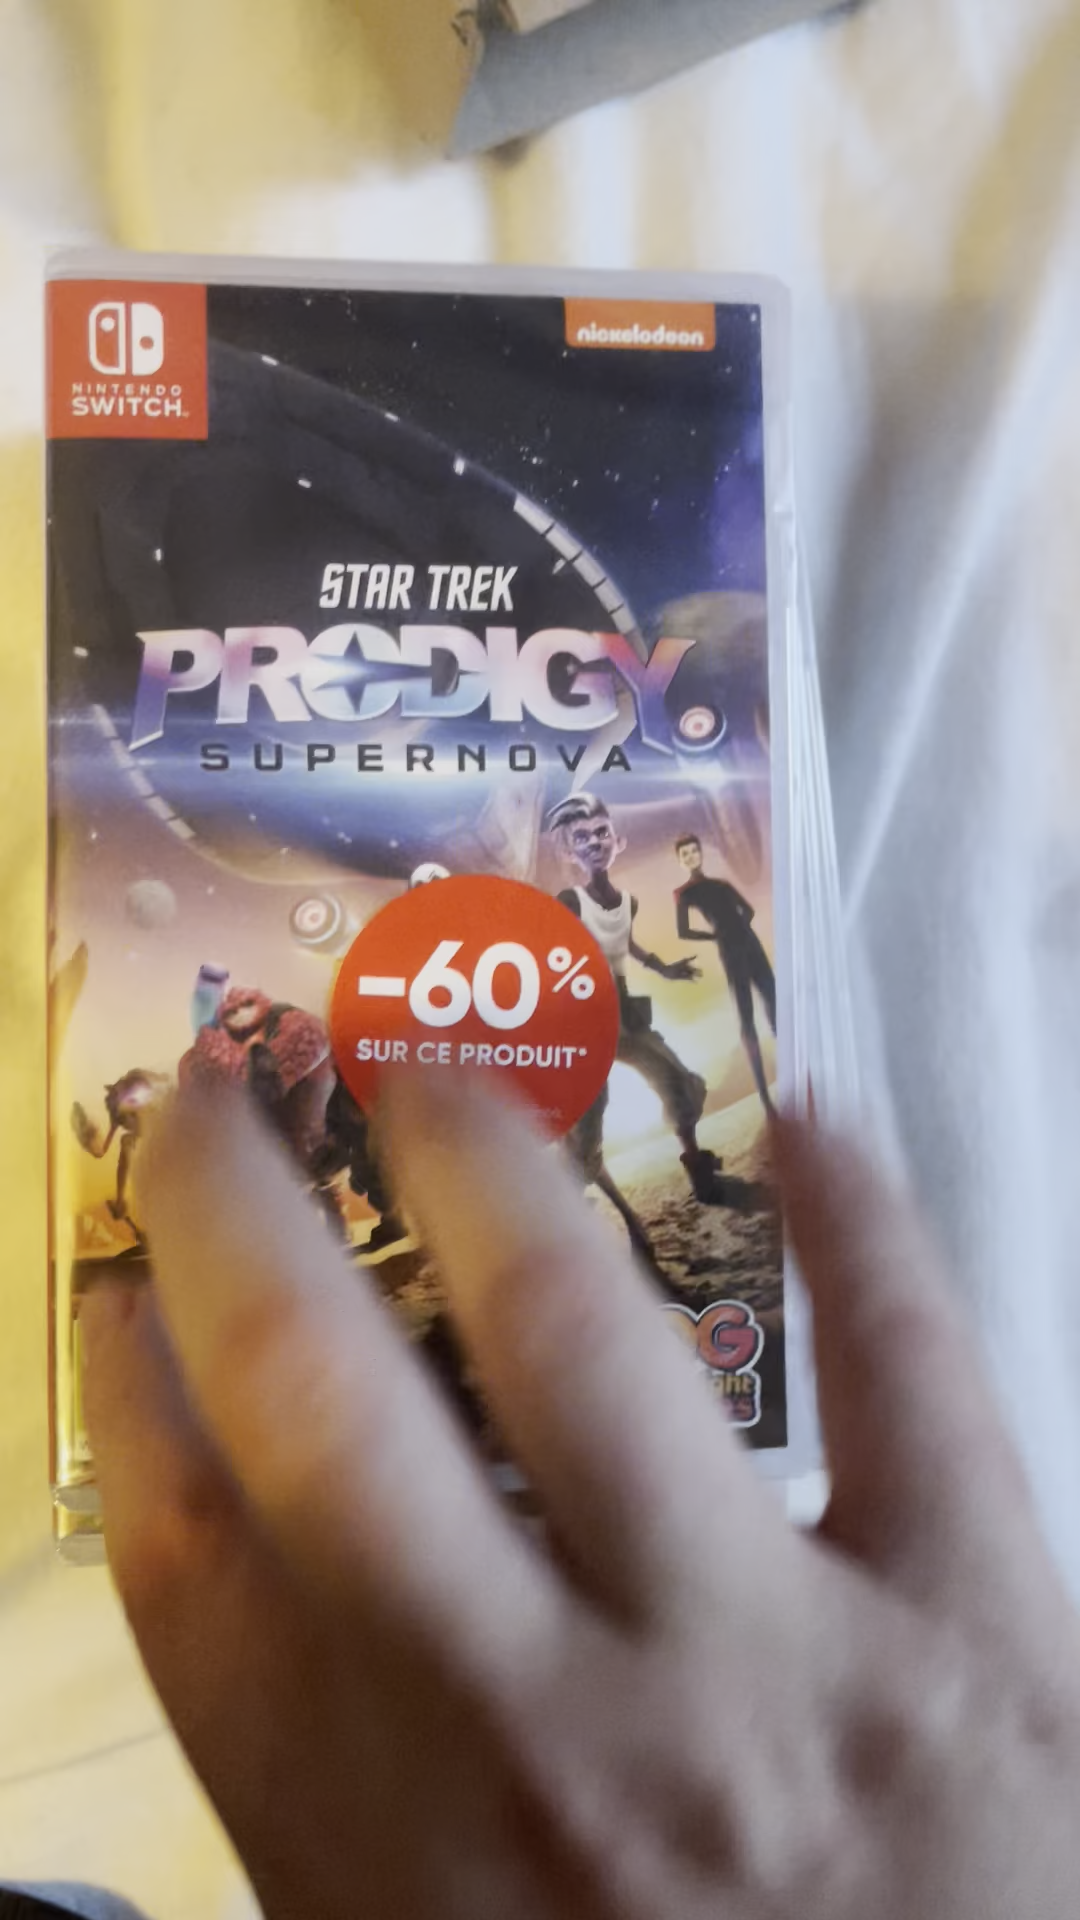 NINTENDO
SWITCH
nickelodeon
STAR TREK
PRODIGY
SUPERNOVA
-60%
SUR CE PRODUIT*